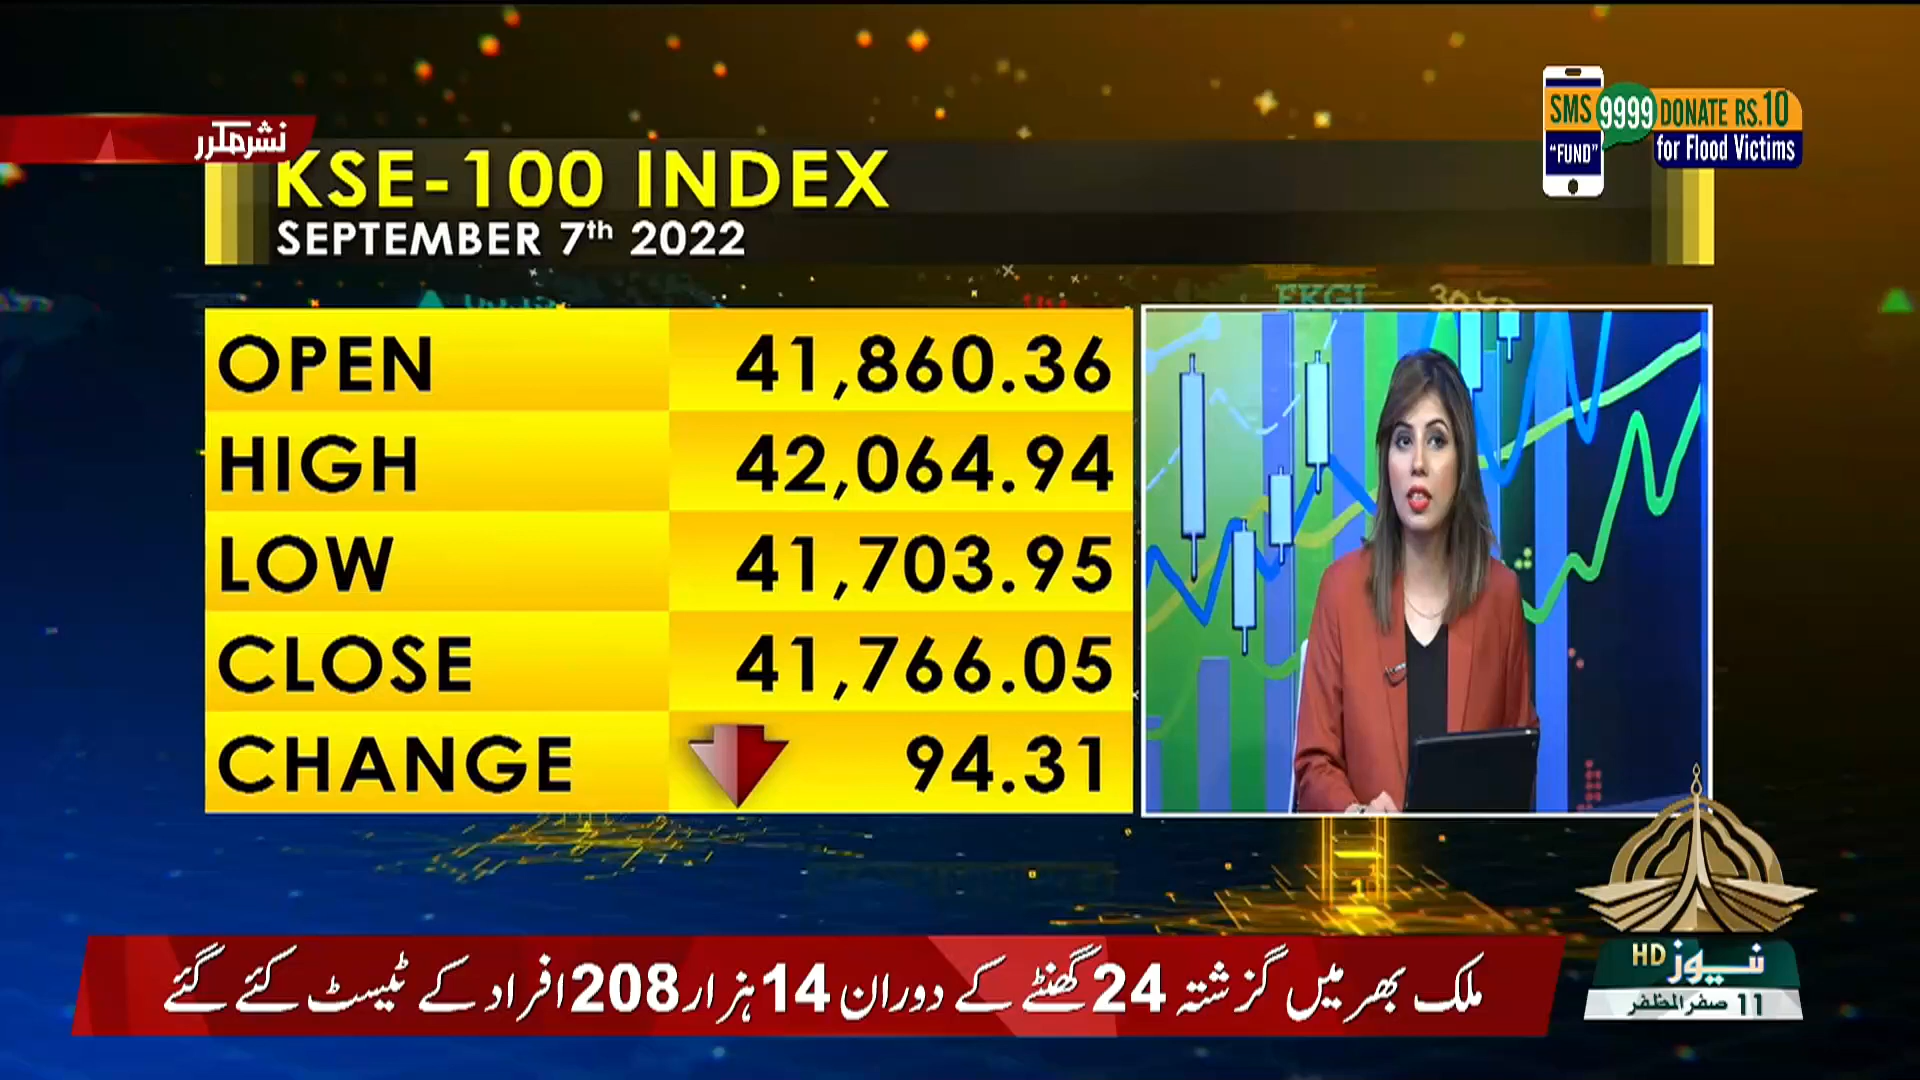 نشر مکرر
SMS 9999 DONATE RS.10
"FUND" for Flood Victims
KSE-100 INDEX
SEPTEMBER 7th 2022
OPEN 41,860.36
HIGH 42,064.94
LOW 41,703.95
CLOSE 41,766.05
CHANGE 94.31
ملک بھر میں گزشتہ 24 گھنٹے کے دوران 14 ہزار 208 افراد کے ٹیسٹ کئے گئے
نیوز HD
11 صفر المظفر